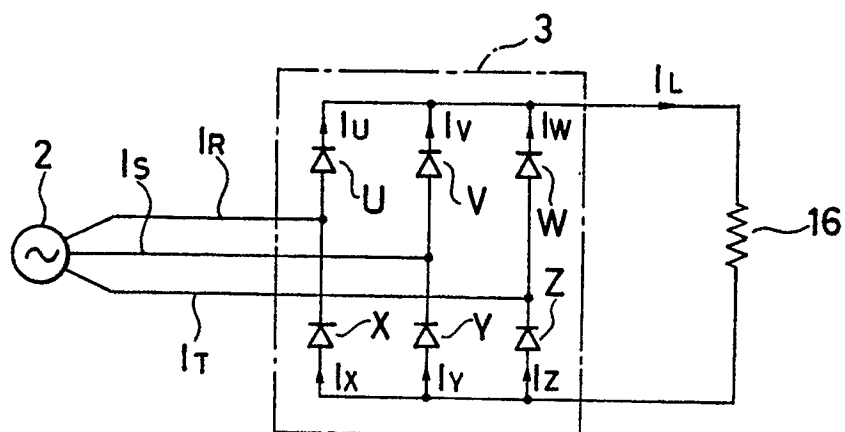 3
IL
IU IV IW
IR
IS
2
U V W
16
Z
X Y
IT
IX IY IZ